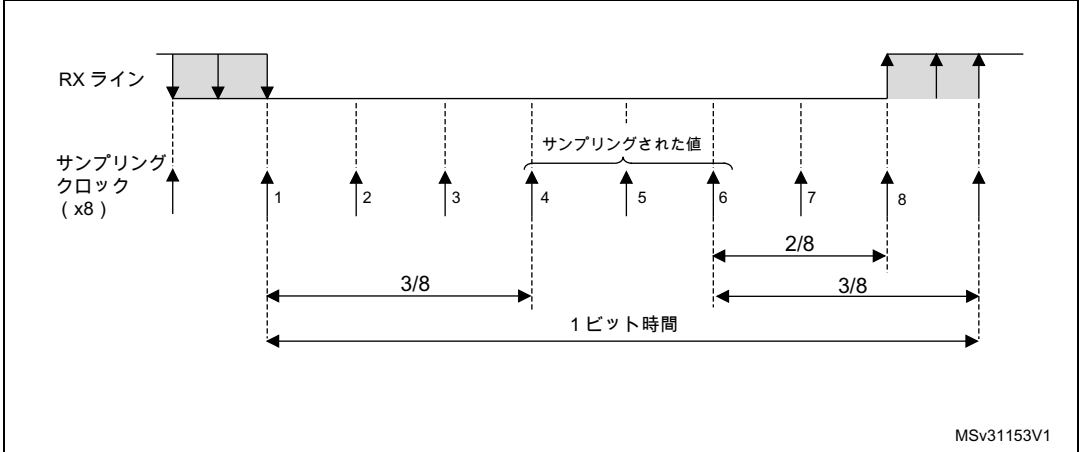 RX ライン
サンプリングされた値
サンプリング
クロック
( x8 )
1 2 3 4 5 6 7 8
2/8
3/8 3/8
1 ビット時間
MSv31153V1